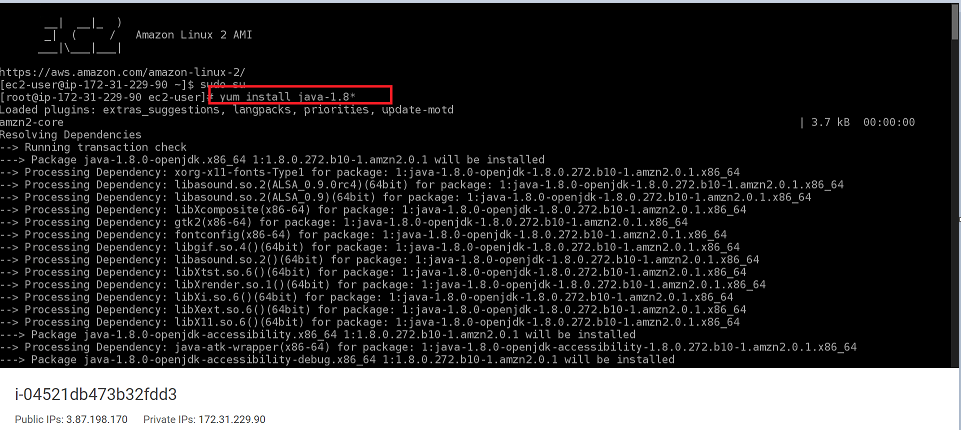 __|  __|_  )
_|  (     /   Amazon Linux 2 AMI
___|\___|___|
https://aws.amazon.com/amazon-linux-2/
[ec2-user@ip-172-31-229-90 ~]$ sudo su
[root@ip-172-31-229-90 ec2-user]# yum install java-1.8*
Loaded plugins: extras_suggestions, langpacks, priorities, update-motd
amzn2-core | 3.7 kB 00:00:00
Resolving Dependencies
--> Running transaction check
---> Package java-1.8.0-openjdk.x86_64 1:1.8.0.272.b10-1.amzn2.0.1 will be installed
--> Processing Dependency: xorg-x11-fonts-Type1 for package: 1:java-1.8.0-openjdk-1.8.0.272.b10-1.amzn2.0.1.x86_64
--> Processing Dependency: libasound.so.2(ALSA_0.9.0rc4)(64bit) for package: 1:java-1.8.0-openjdk-1.8.0.272.b10-1.amzn2.0.1.x86_64
--> Processing Dependency: libasound.so.2(ALSA_0.9)(64bit) for package: 1:java-1.8.0-openjdk-1.8.0.272.b10-1.amzn2.0.1.x86_64
--> Processing Dependency: libXcomposite(x86-64) for package: 1:java-1.8.0-openjdk-1.8.0.272.b10-1.amzn2.0.1.x86_64
--> Processing Dependency: gtk2(x86-64) for package: 1:java-1.8.0-openjdk-1.8.0.272.b10-1.amzn2.0.1.x86_64
--> Processing Dependency: fontconfig(x86-64) for package: 1:java-1.8.0-openjdk-1.8.0.272.b10-1.amzn2.0.1.x86_64
--> Processing Dependency: libgif.so.4()(64bit) for package: 1:java-1.8.0-openjdk-1.8.0.272.b10-1.amzn2.0.1.x86_64
--> Processing Dependency: libasound.so.2()(64bit) for package: 1:java-1.8.0-openjdk-1.8.0.272.b10-1.amzn2.0.1.x86_64
--> Processing Dependency: libXtst.so.6()(64bit) for package: 1:java-1.8.0-openjdk-1.8.0.272.b10-1.amzn2.0.1.x86_64
--> Processing Dependency: libXrender.so.1()(64bit) for package: 1:java-1.8.0-openjdk-1.8.0.272.b10-1.amzn2.0.1.x86_64
--> Processing Dependency: libXi.so.6()(64bit) for package: 1:java-1.8.0-openjdk-1.8.0.272.b10-1.amzn2.0.1.x86_64
--> Processing Dependency: libXext.so.6()(64bit) for package: 1:java-1.8.0-openjdk-1.8.0.272.b10-1.amzn2.0.1.x86_64
--> Processing Dependency: libX11.so.6()(64bit) for package: 1:java-1.8.0-openjdk-1.8.0.272.b10-1.amzn2.0.1.x86_64
---> Package java-1.8.0-openjdk-accessibility.x86_64 1:1.8.0.272.b10-1.amzn2.0.1 will be installed
--> Processing Dependency: java-atk-wrapper(x86-64) for package: 1:java-1.8.0-openjdk-accessibility-1.8.0.272.b10-1.amzn2.0.1.x86_64
---> Package java-1.8.0-openjdk-accessibility-debug.x86_64 1:1.8.0.272.b10-1.amzn2.0.1 will be installed
i-04521db473b32fdd3
Public IPs: 3.87.198.170 Private IPs: 172.31.229.90